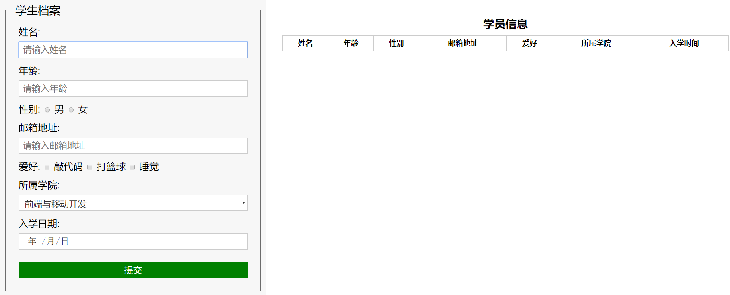 学生档案
姓名:
请输入姓名
年龄:
请输入年龄
性别: 男 女
邮箱地址:
请输入邮箱地址
爱好: 敲代码 打篮球 睡觉
所属学院:
前端与移动开发
入学日期:
年 /月/日
提交
学员信息
姓名 年龄 性别 邮箱地址 爱好 所属学院 入学时间